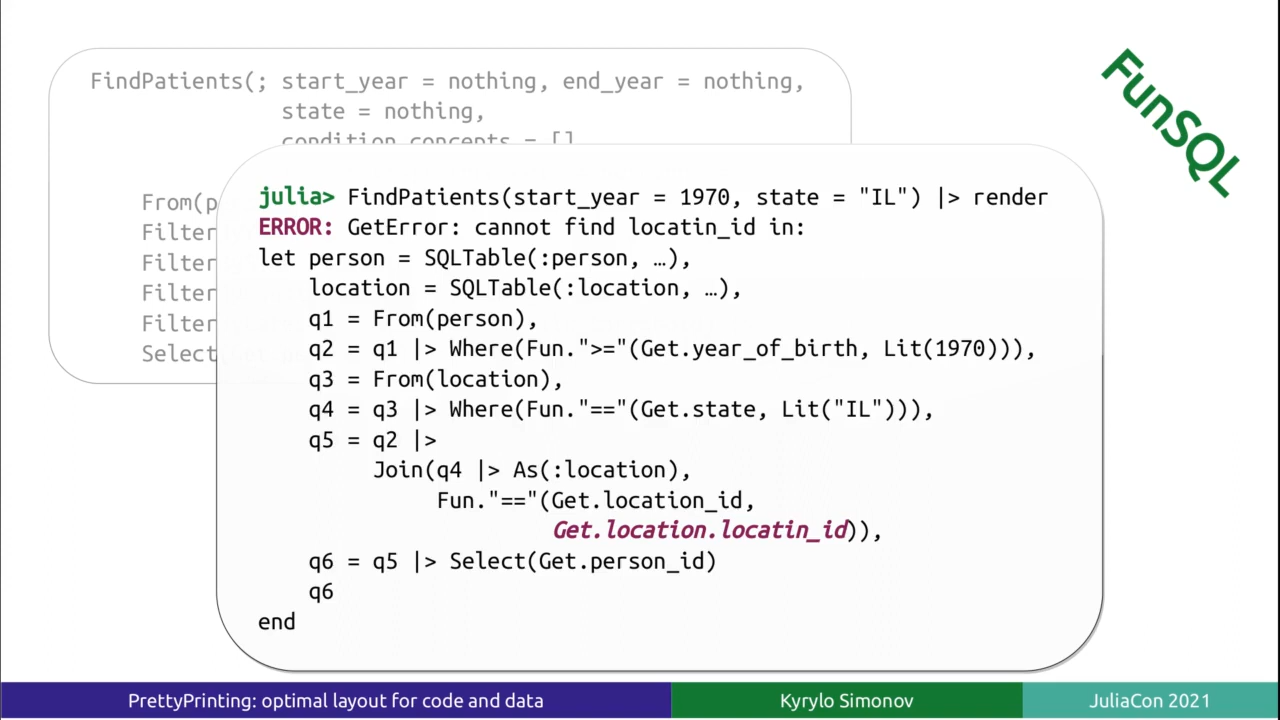 FunSQL
FindPatients(; start_year = nothing, end_year = nothing,
state = nothing,
condition_concepts = []
From(p
Filter
Filter
Filter
Filter
Select
julia> FindPatients(start_year = 1970, state = "IL") |> render
ERROR: GetError: cannot find locatin_id in:
let person = SQLTable(:person, …),
location = SQLTable(:location, …),
q1 = From(person),
q2 = q1 |> Where(Fun.">="(Get.year_of_birth, Lit(1970))),
q3 = From(location),
q4 = q3 |> Where(Fun."=="(Get.state, Lit("IL"))),
q5 = q2 |>
Join(q4 |> As(:location),
Fun."=="(Get.location_id,
Get.location.locatin_id)),
q6 = q5 |> Select(Get.person_id)
q6
end
PrettyPrinting: optimal layout for code and data
Kyrylo Simonov
JuliaCon 2021